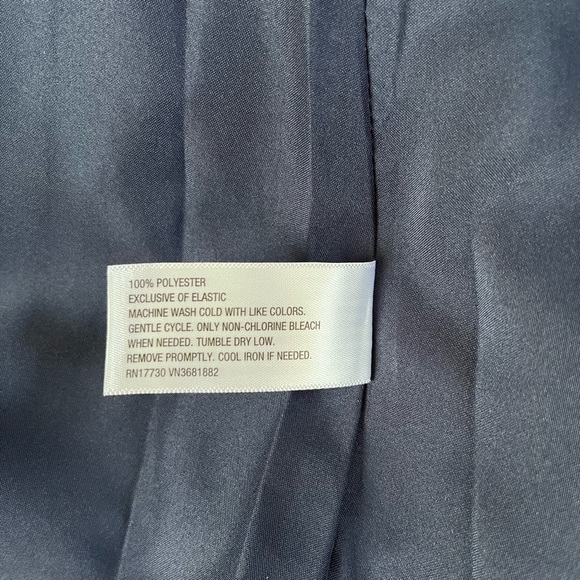 100% POLYESTER
EXCLUSIVE OF ELASTIC
MACHINE WASH COLD WITH LIKE COLORS.
GENTLE CYCLE. ONLY NON-CHLORINE BLEACH
WHEN NEEDED. TUMBLE DRY LOW.
REMOVE PROMPTLY. COOL IRON IF NEEDED.
RN17730 VN3681882